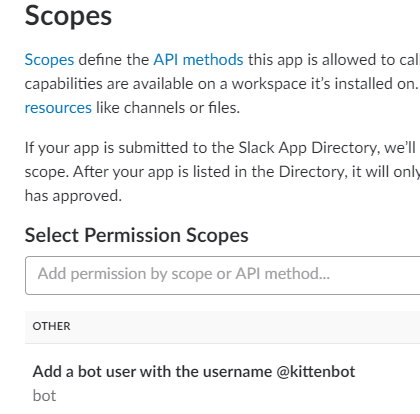 Scopes
Scopes define the API methods this app is allowed to cal
capabilities are available on a workspace it's installed on.
resources like channels or files.
If your app is submitted to the Slack App Directory, we'll
scope. After your app is listed in the Directory, it will only
has approved.
Select Permission Scopes
Add permission by scope or API method...
OTHER
Add a bot user with the username @kittenbot
bot